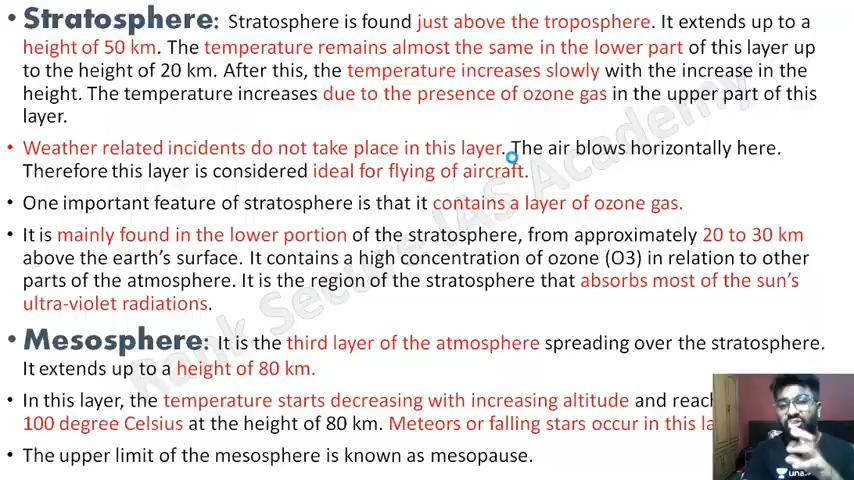 • Stratosphere: Stratosphere is found just above the troposphere. It extends up to a
height of 50 km. The temperature remains almost the same in the lower part of this layer up
to the height of 20 km. After this, the temperature increases slowly with the increase in the
height. The temperature increases due to the presence of ozone gas in the upper part of this
layer.
• Weather related incidents do not take place in this layer. The air blows horizontally here.
Therefore this layer is considered ideal for flying of aircraft.
• One important feature of stratosphere is that it contains a layer of ozone gas.
• It is mainly found in the lower portion of the stratosphere, from approximately 20 to 30 km
above the earth's surface. It contains a high concentration of ozone (O3) in relation to other
parts of the atmosphere. It is the region of the stratosphere that absorbs most of the sun's
ultra-violet radiations.
• Mesosphere: It is the third layer of the atmosphere spreading over the stratosphere.
It extends up to a height of 80 km.
• In this layer, the temperature starts decreasing with increasing altitude and reac
100 degree Celsius at the height of 80 km. Meteors or falling stars occur in this la
• The upper limit of the mesosphere is known as mesopause.
Rank Secure IAS Academy
una